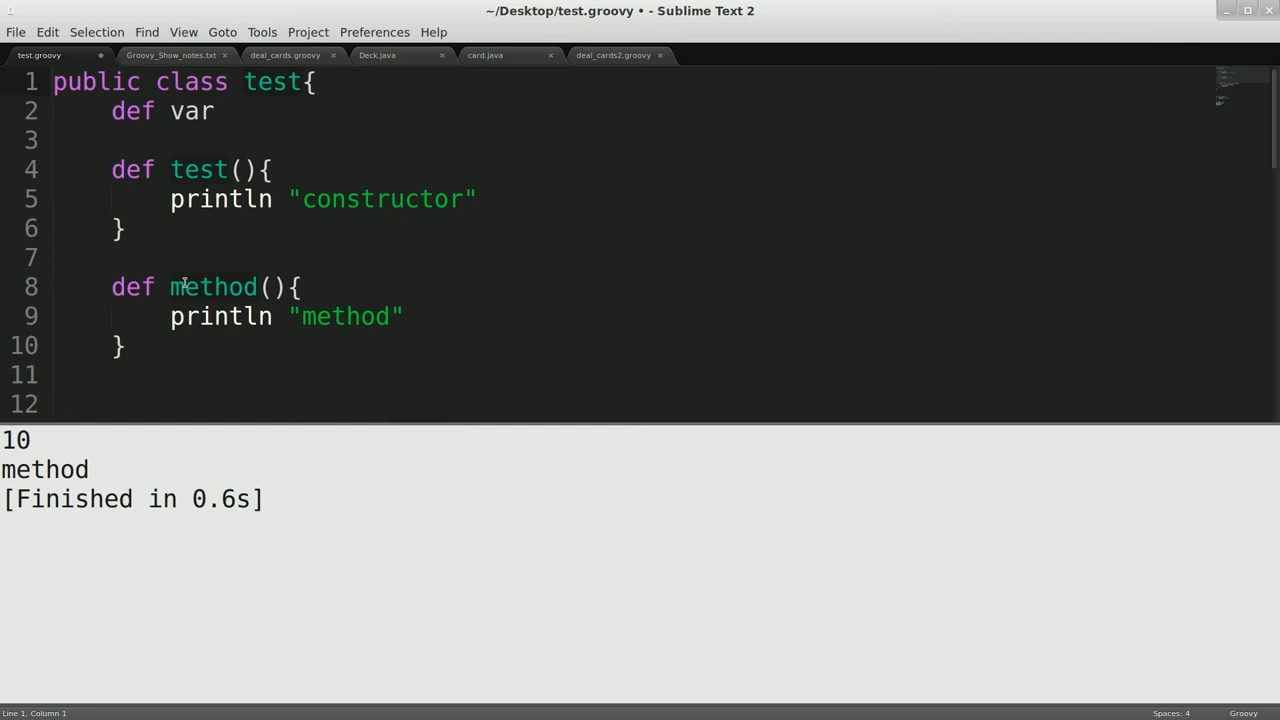 ~/Desktop/test.groovy • - Sublime Text 2
File Edit Selection Find View Goto Tools Project Preferences Help
test.groovy Groovy_Show_notes.txt × deal_cards.groovy × Deck.java × card.java × deal_cards2.groovy ×
1 public class test{
2 def var
3
4 def test(){
5 println "constructor"
6 }
7
8 def method(){
9 println "method"
10 }
11
12
10
method
[Finished in 0.6s]
Line 1, Column 1 Spaces: 4 Groovy